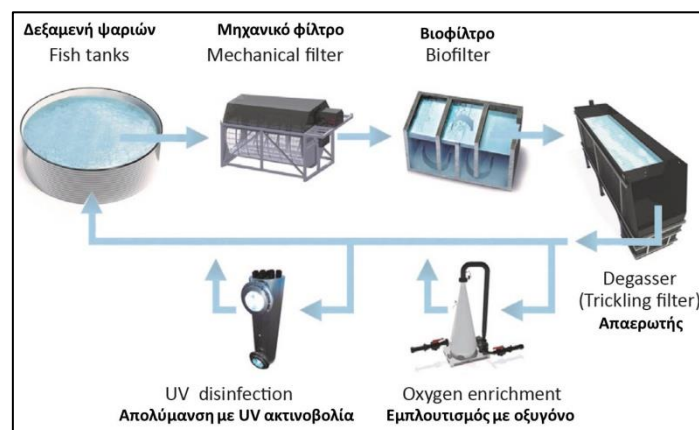 Δεξαμενή ψαριών
Fish tanks
Μηχανικό φίλτρο
Mechanical filter
Βιοφίλτρο
Biofilter
Degasser
(Trickling filter)
Απαερωτής
UV disinfection
Απολύμανση με UV ακτινοβολία
Oxygen enrichment
Εμπλουτισμός με οξυγόνο